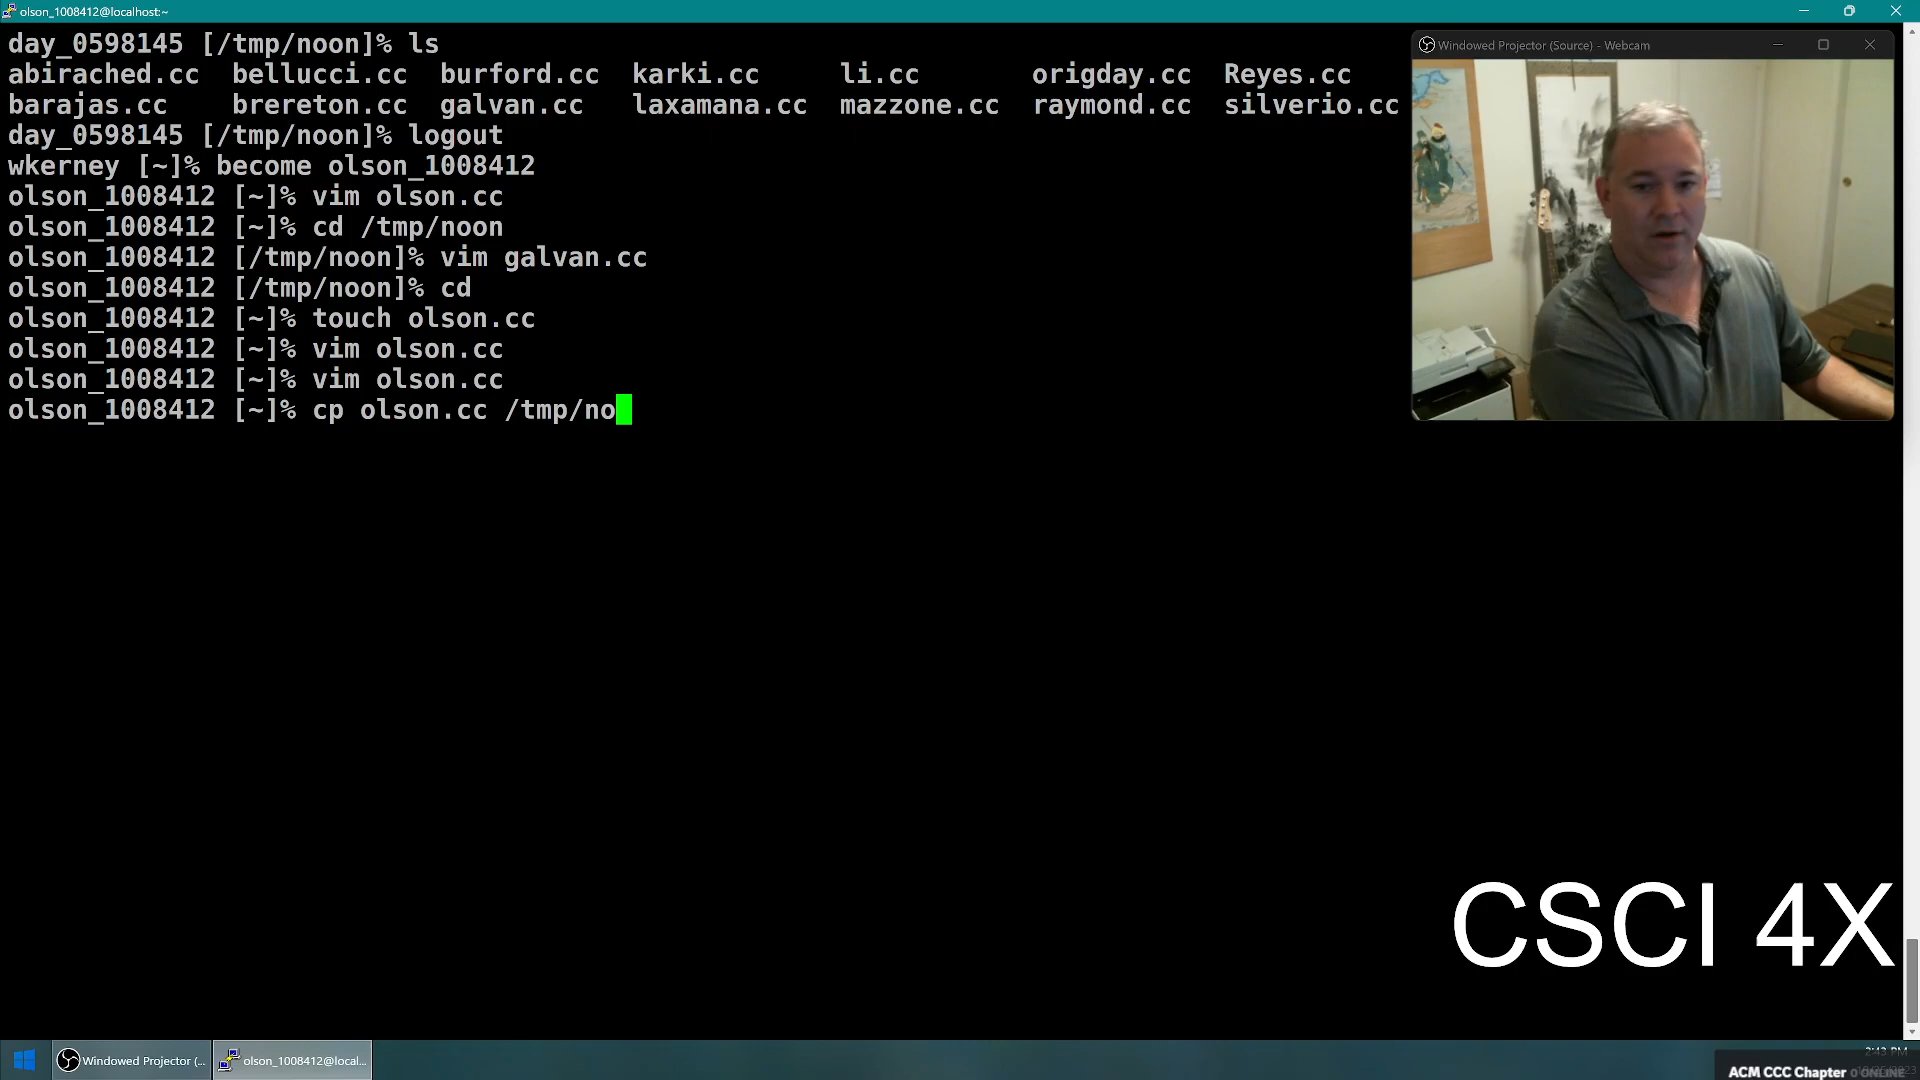 olson_1008412@localhost:~
day_0598145 [/tmp/noon]% ls
abirached.cc bellucci.cc burford.cc karki.cc li.cc origday.cc Reyes.cc
barajas.cc brereton.cc galvan.cc laxamana.cc mazzone.cc raymond.cc silverio.cc
day_0598145 [/tmp/noon]% logout
wkerney [~]% become olson_1008412
olson_1008412 [~]% vim olson.cc
olson_1008412 [~]% cd /tmp/noon
olson_1008412 [/tmp/noon]% vim galvan.cc
olson_1008412 [/tmp/noon]% cd
olson_1008412 [~]% touch olson.cc
olson_1008412 [~]% vim olson.cc
olson_1008412 [~]% vim olson.cc
olson_1008412 [~]% cp olson.cc /tmp/no
Windowed Projector (Source) - Webcam
CSCI 4X
Windowed Projector (...
olson_1008412@local...
2:43 PM
ACM CCC Chapter 0 ONLINE